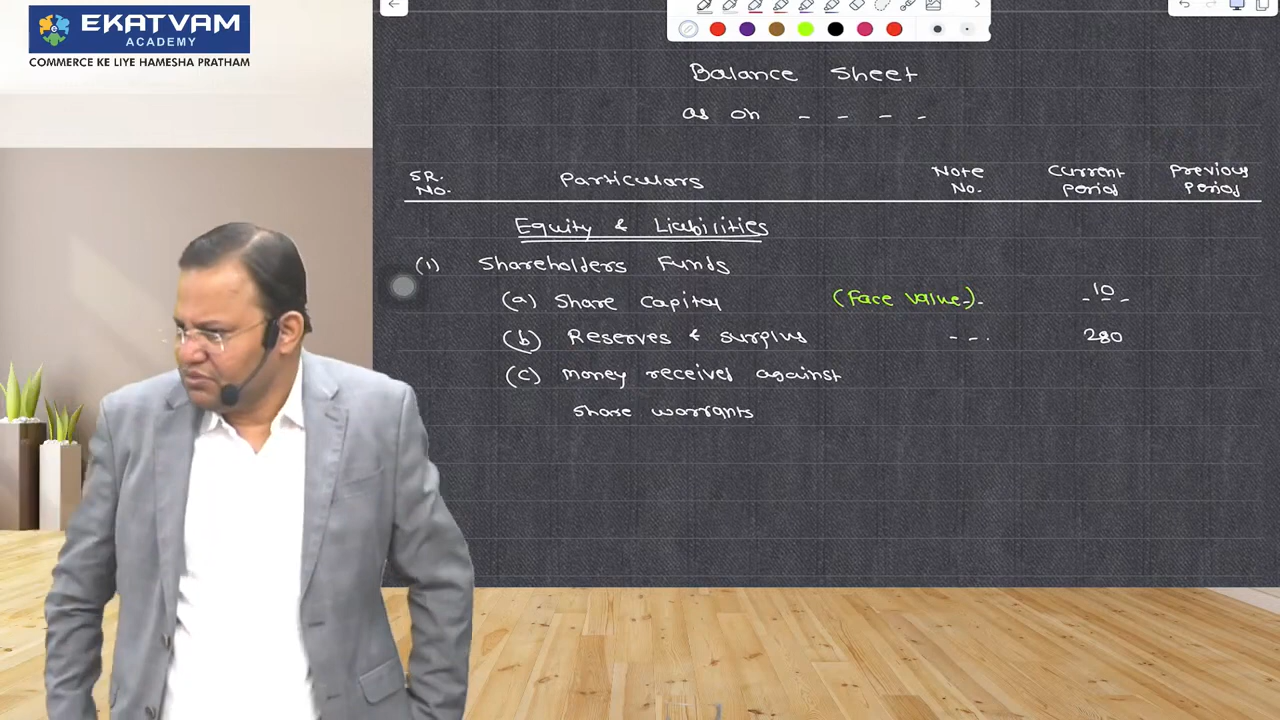 EKATVAM
ACADEMY
COMMERCE KE LIYE HAMESHA PRATHAM
Balance Sheet
as on - - - -
SR. No. Particulars Note No. Current period Previous period
Equity & Liabilities
(1) Shareholders Funds
(a) Share Capital (Face value) - - 10 - - -
(b) Reserves & surplus - - . 280
(c) money received against
share warrants